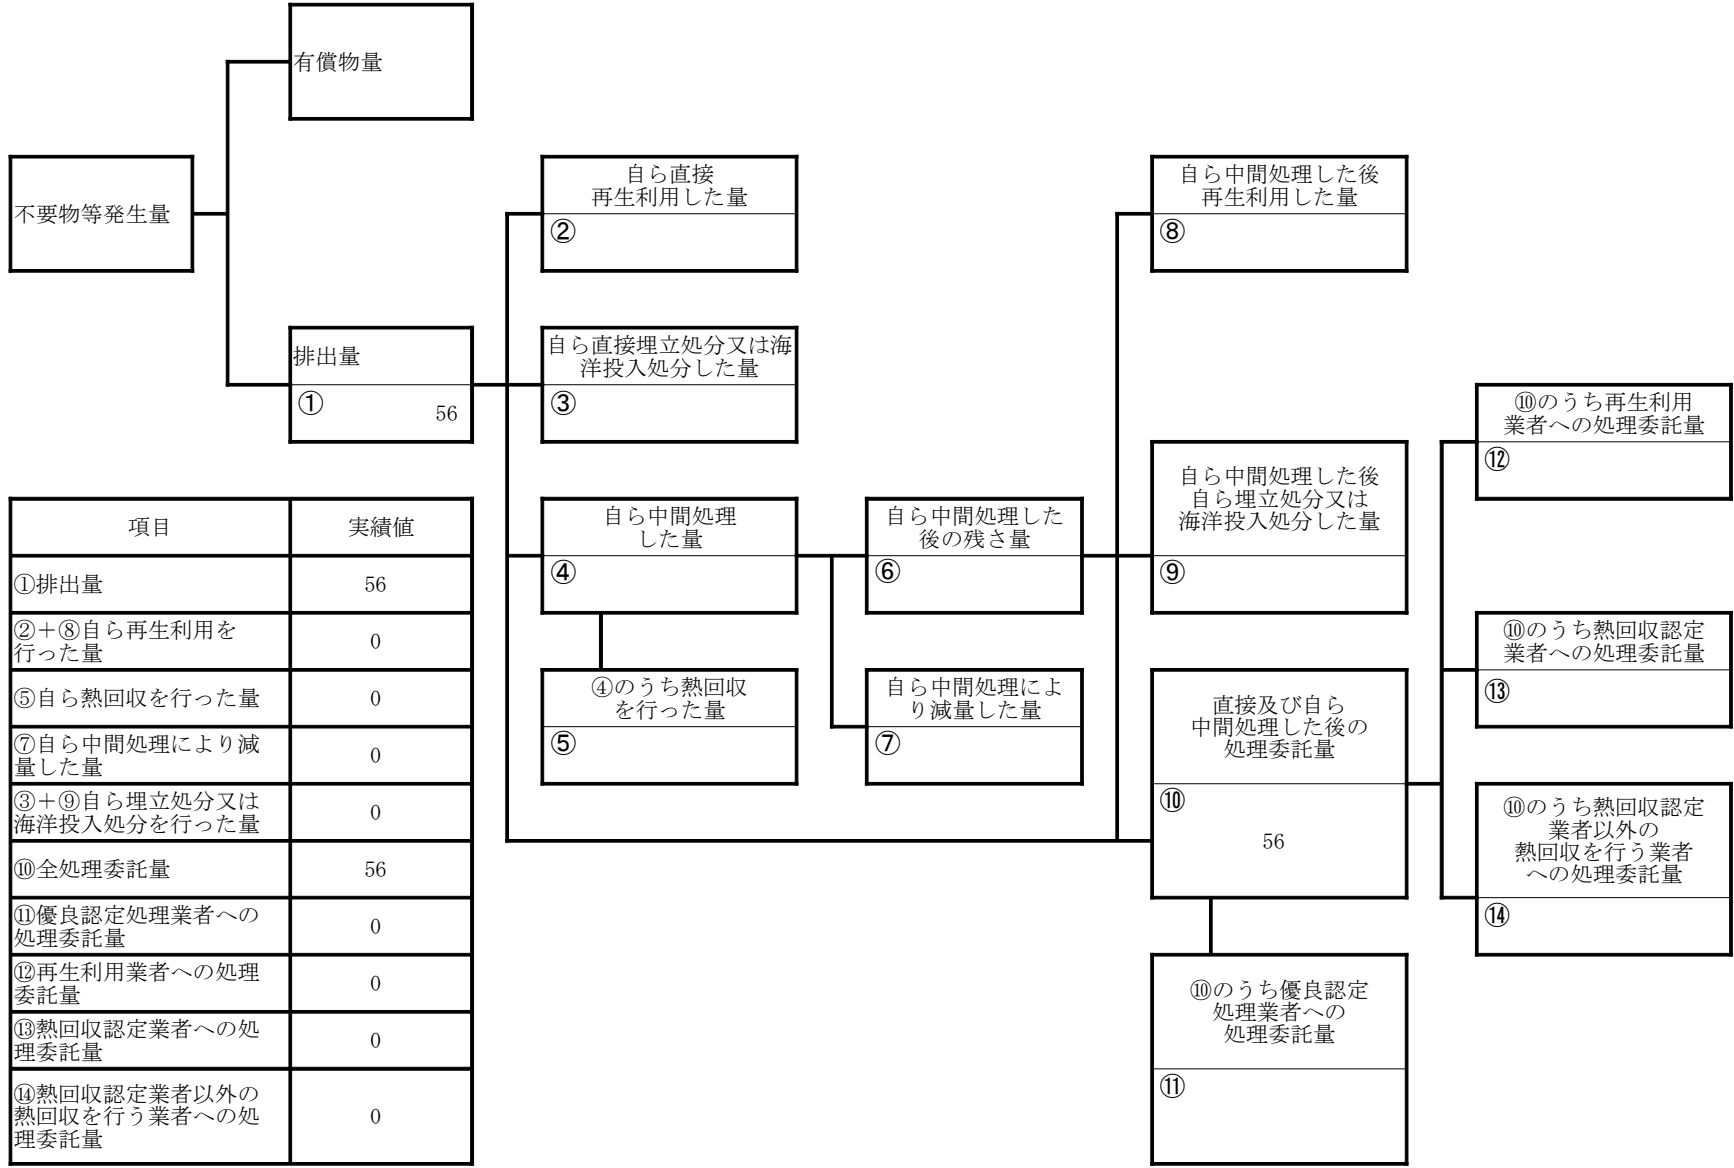 有償物量
不要物等発生量
自ら直接
再生利用した量
②
自ら中間処理した後
再生利用した量
⑧
排出量
①
56
自ら直接埋立処分又は海
洋投入処分した量
③
⑩のうち再生利用
業者への処理委託量
⑫
自ら中間処理
した量
④
自ら中間処理した
後の残さ量
⑥
自ら中間処理した後
自ら埋立処分又は
海洋投入処分した量
⑨
⑩のうち熱回収認定
業者への処理委託量
⑬
④のうち熱回収
を行った量
⑤
自ら中間処理によ
り減量した量
⑦
直接及び自ら
中間処理した後の
処理委託量
⑩
56
⑩のうち熱回収認定
業者以外の
熱回収を行う業者
への処理委託量
⑭
⑩のうち優良認定
処理業者への
処理委託量
⑪
項目 実績値
①排出量 56
②+⑧自ら再生利用を
行った量 0
⑤自ら熱回収を行った量 0
⑦自ら中間処理により減
量した量 0
③+⑨自ら埋立処分又は
海洋投入処分を行った量 0
⑩全処理委託量 56
⑪優良認定処理業者への
処理委託量 0
⑫再生利用業者への処理
委託量 0
⑬熱回収認定業者への処
理委託量 0
⑭熱回収認定業者以外の
熱回収を行う業者への処 0
理委託量